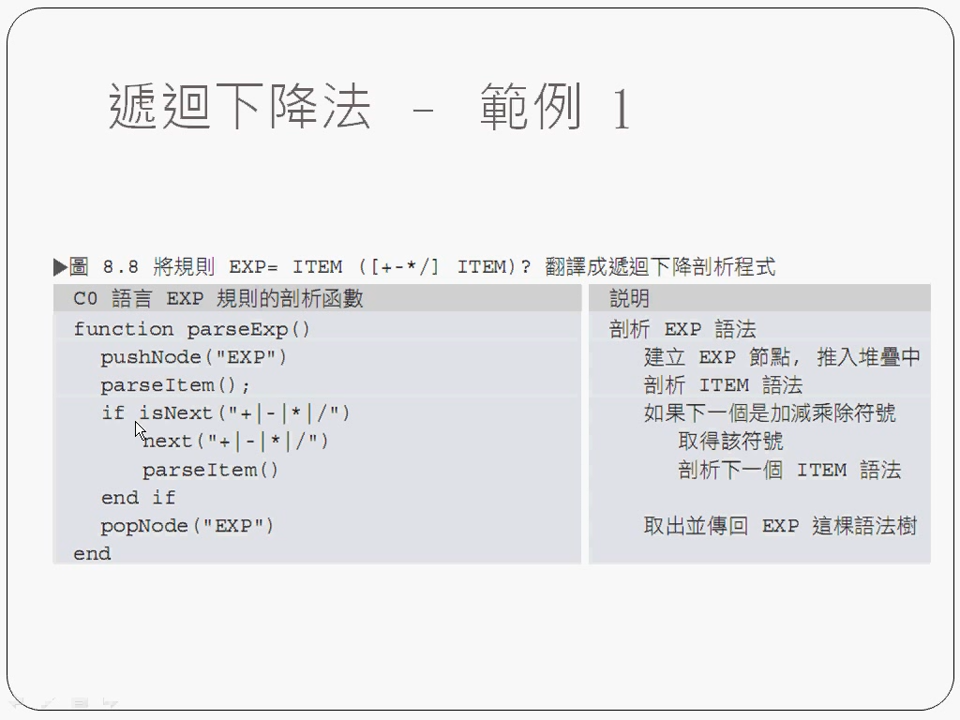 遞迴下降法 - 範例 1
▶圖 8.8 將規則 EXP= ITEM ([+-*/] ITEM)? 翻譯成遞迴下降剖析程式
C0 語言 EXP 規則的剖析函數 說明
function parseExp() 剖析 EXP 語法
pushNode("EXP") 建立 EXP 節點, 推入堆疊中
parseItem(); 剖析 ITEM 語法
if isNext("+|-|*|/") 如果下一個是加減乘除符號
next("+|-|*|/") 取得該符號
parseItem() 剖析下一個 ITEM 語法
end if
popNode("EXP") 取出並傳回 EXP 這棵語法樹
end